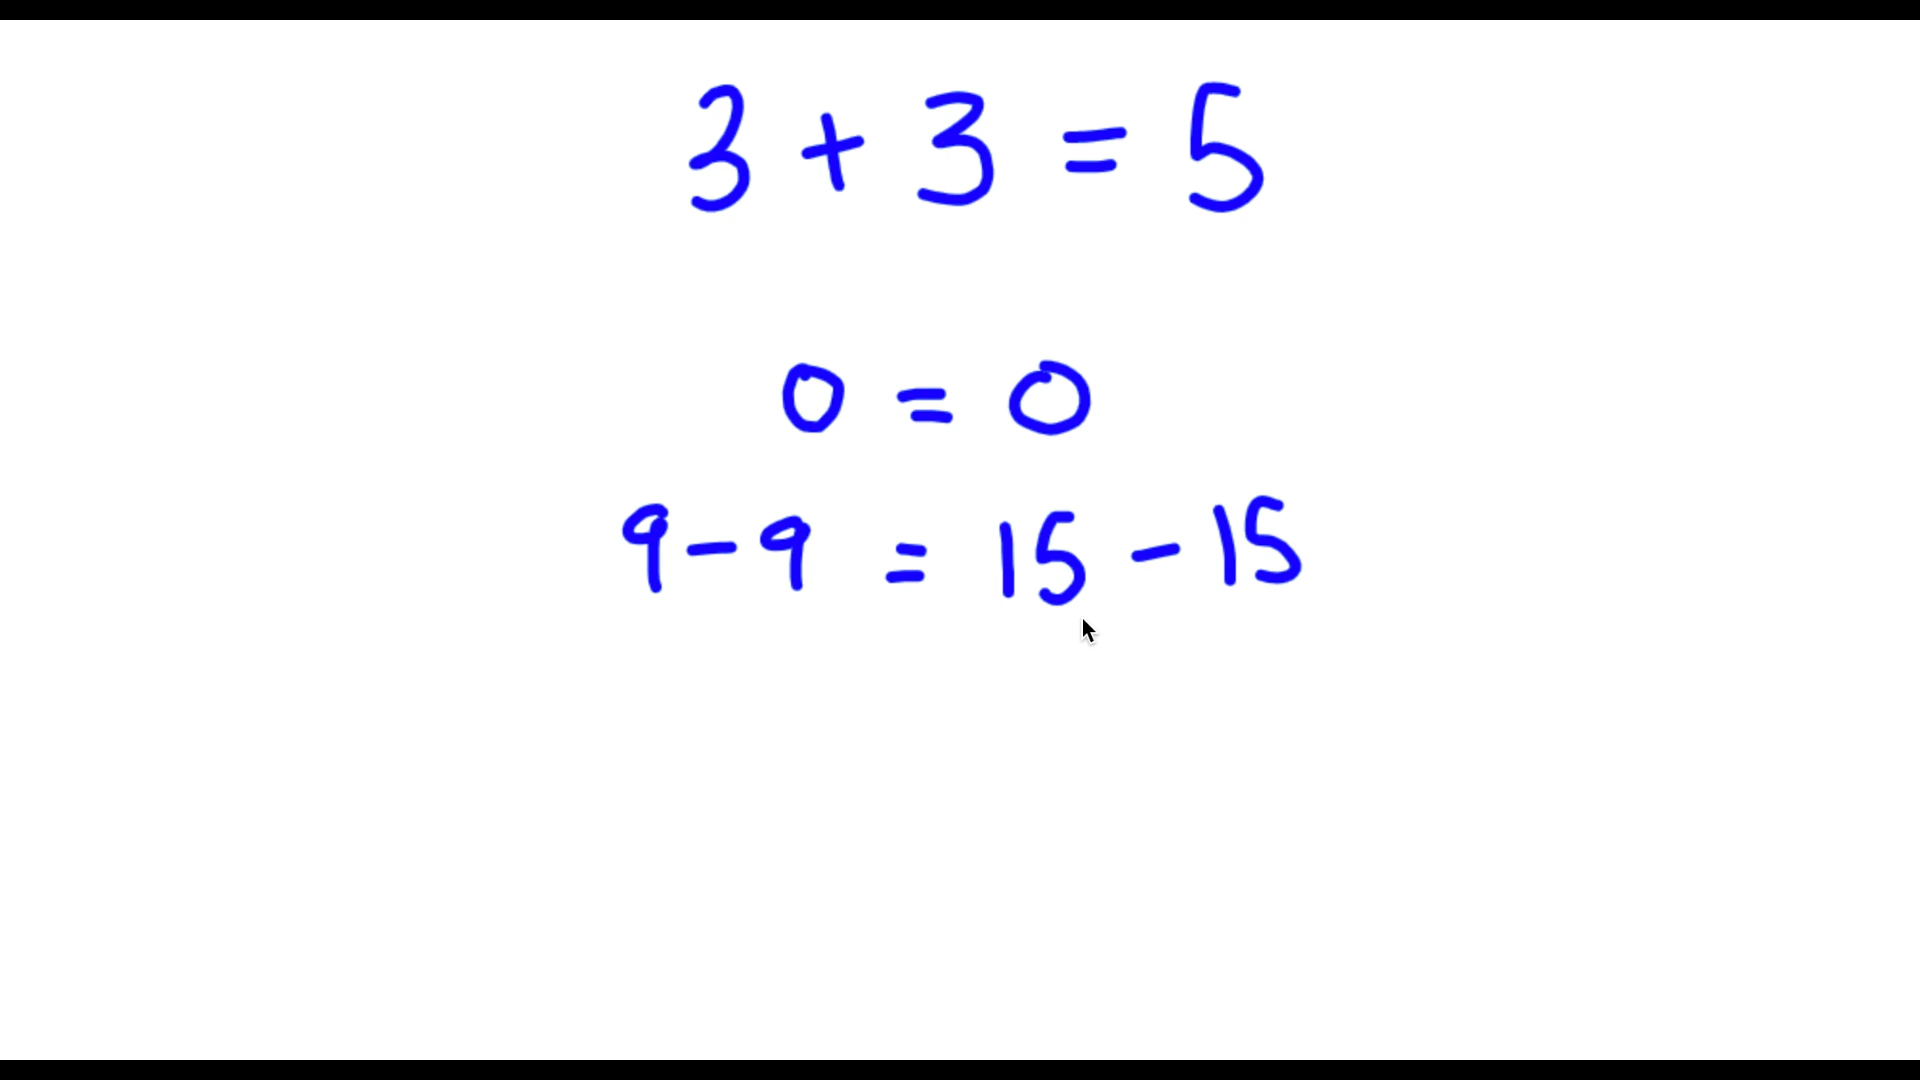 3 + 3 = 5
0 = 0
9 - 9 = 15 - 15